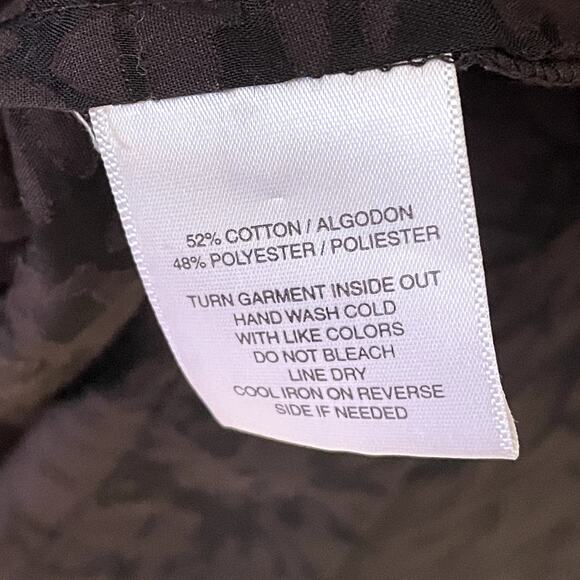 52% COTTON / ALGODON
48% POLYESTER / POLIESTER
TURN GARMENT INSIDE OUT
HAND WASH COLD
WITH LIKE COLORS
DO NOT BLEACH
LINE DRY
COOL IRON ON REVERSE
SIDE IF NEEDED